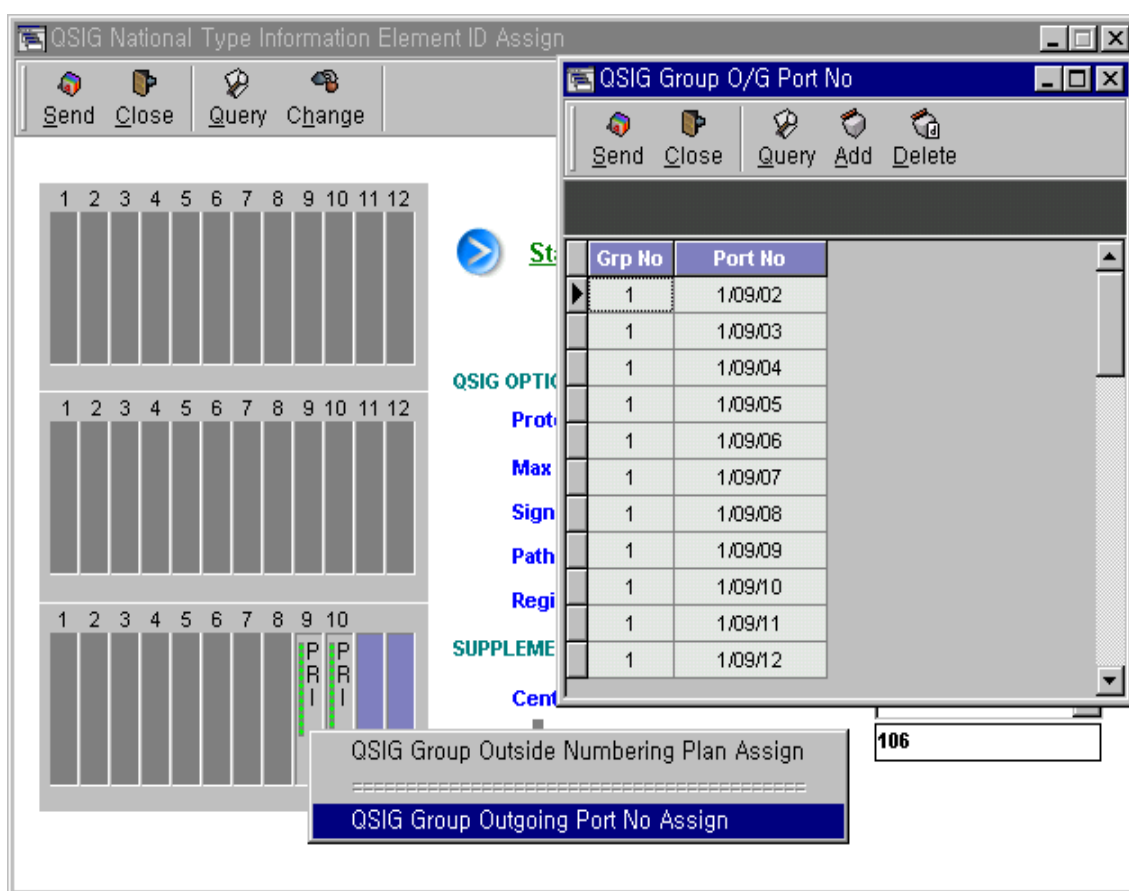 QSIG National Type Information Element ID Assign
Send Close Query Change
1 2 3 4 5 6 7 8 9 10 11 12
1 2 3 4 5 6 7 8 9 10 11 12
1 2 3 4 5 6 7 8 9 10
PRI PRI
QSIG
Max
Path
106
QSIG Group O/G Port No
Send Close Query Add Delete
Grp No Port No
1 1/09/02
1 1/09/03
1 1/09/04
1 1/09/05
1 1/09/06
1 1/09/07
1 1/09/08
1 1/09/09
1 1/09/10
1 1/09/11
1 1/09/12
QSIG Group Outside Numbering Plan Assign
==========================================
QSIG Group Outgoing Port No Assign